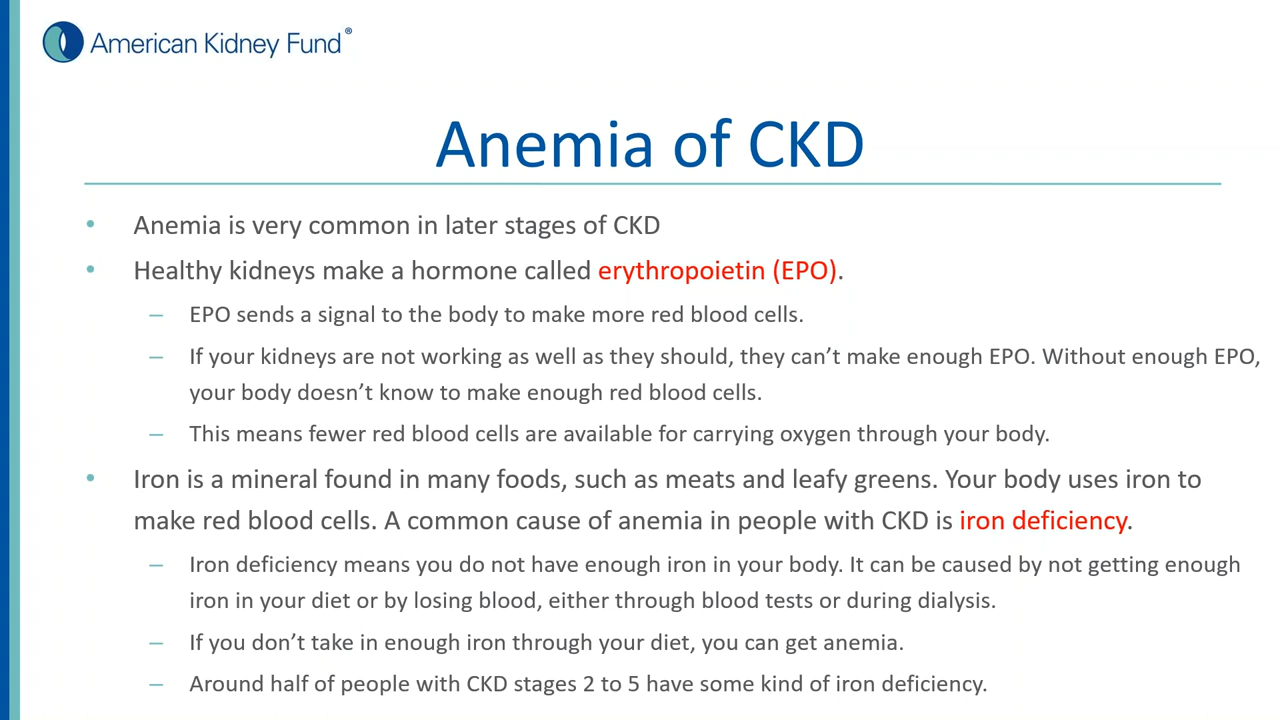 American Kidney Fund®
Anemia of CKD
• Anemia is very common in later stages of CKD
• Healthy kidneys make a hormone called erythropoietin (EPO).
– EPO sends a signal to the body to make more red blood cells.
– If your kidneys are not working as well as they should, they can’t make enough EPO. Without enough EPO,
your body doesn’t know to make enough red blood cells.
– This means fewer red blood cells are available for carrying oxygen through your body.
• Iron is a mineral found in many foods, such as meats and leafy greens. Your body uses iron to
make red blood cells. A common cause of anemia in people with CKD is iron deficiency.
– Iron deficiency means you do not have enough iron in your body. It can be caused by not getting enough
iron in your diet or by losing blood, either through blood tests or during dialysis.
– If you don’t take in enough iron through your diet, you can get anemia.
– Around half of people with CKD stages 2 to 5 have some kind of iron deficiency.